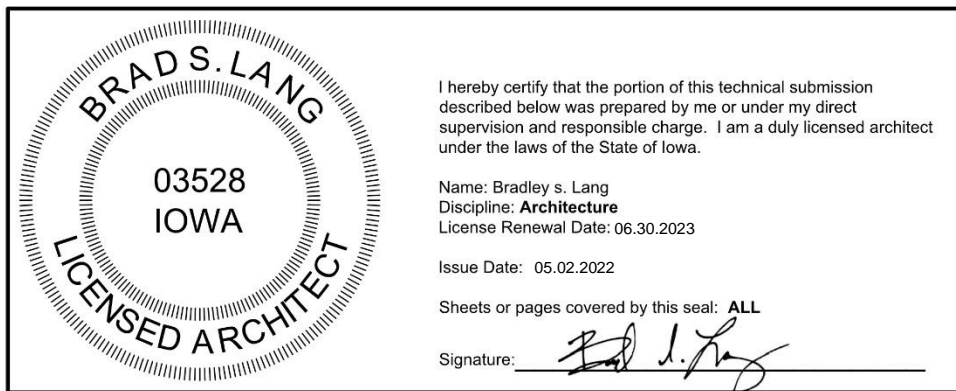 BRAD S. LANG
03528
IOWA
LICENSED ARCHITECT
I hereby certify that the portion of this technical submission
described below was prepared by me or under my direct
supervision and responsible charge. I am a duly licensed architect
under the laws of the State of Iowa.
Name: Bradley s. Lang
Discipline: Architecture
License Renewal Date: 06.30.2023
Issue Date: 05.02.2022
Sheets or pages covered by this seal: ALL
Signature: Brad S. Lang